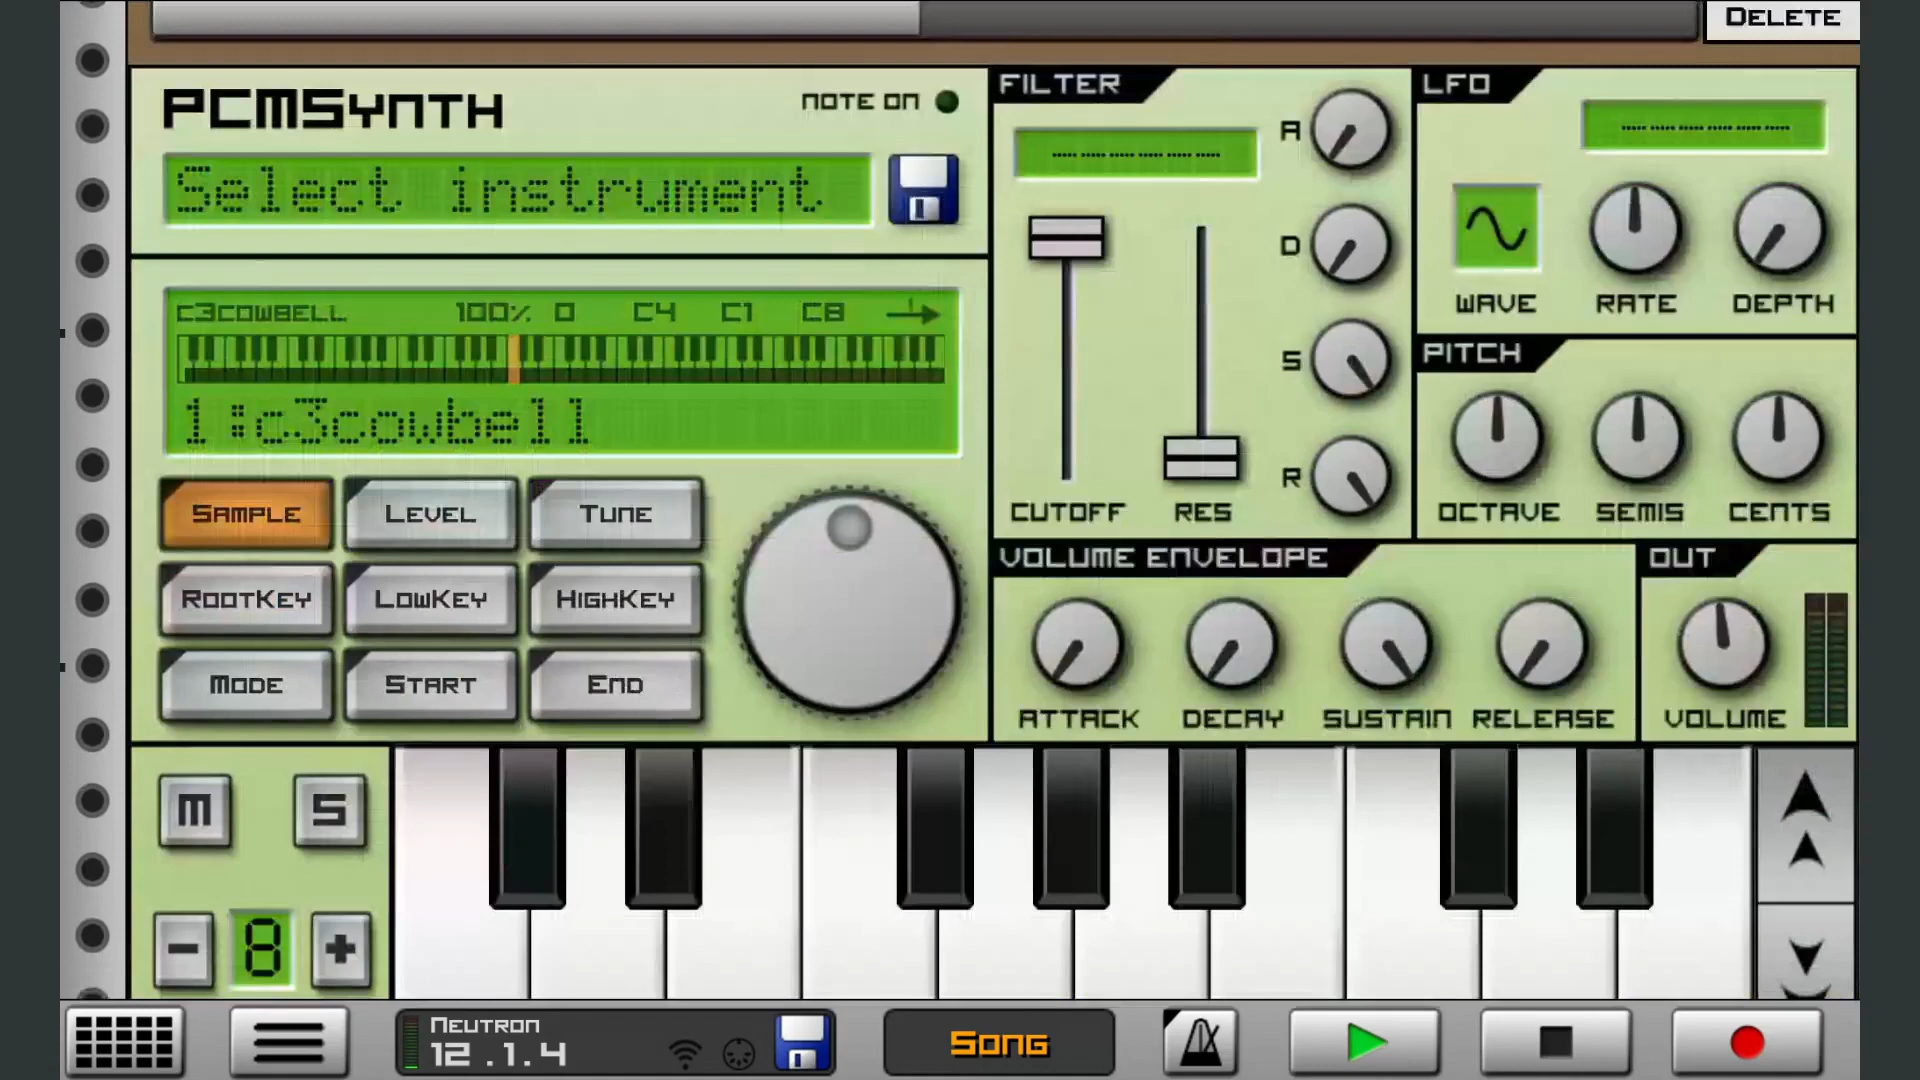 DELETE
PCMSYNTH
NOTE ON
Select instrument
C3COWBELL 100% 0 C4 C1 C8
1:c3cowbell
SAMPLE LEVEL TUNE
ROOTKEY LOWKEY HIGHKEY
MODE START END
FILTER
A
D
S
R
CUTOFF RES
LFO
WAVE RATE DEPTH
PITCH
OCTAVE SEMIS CENTS
VOLUME ENVELOPE
ATTACK DECAY SUSTAIN RELEASE
OUT
VOLUME
M S
- 8 +
NEUTRON
12.1.4
SONG